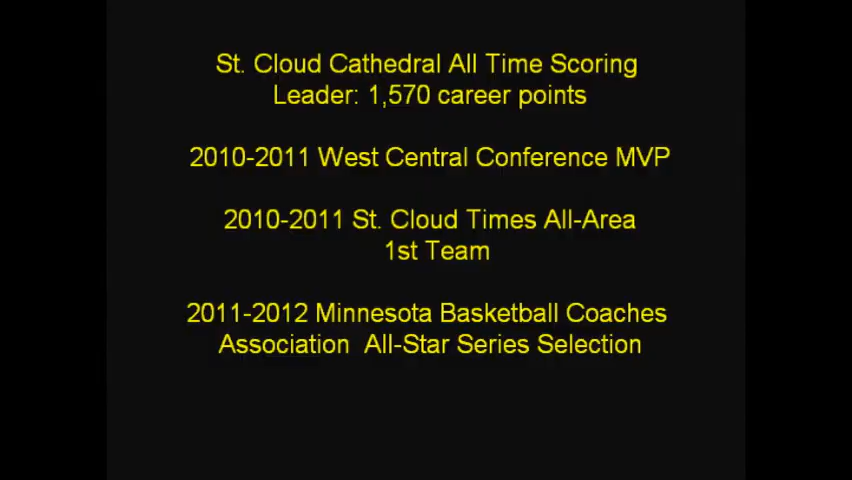 St. Cloud Cathedral All Time Scoring
Leader: 1,570 career points
2010-2011 West Central Conference MVP
2010-2011 St. Cloud Times All-Area
1st Team
2011-2012 Minnesota Basketball Coaches
Association  All-Star Series Selection